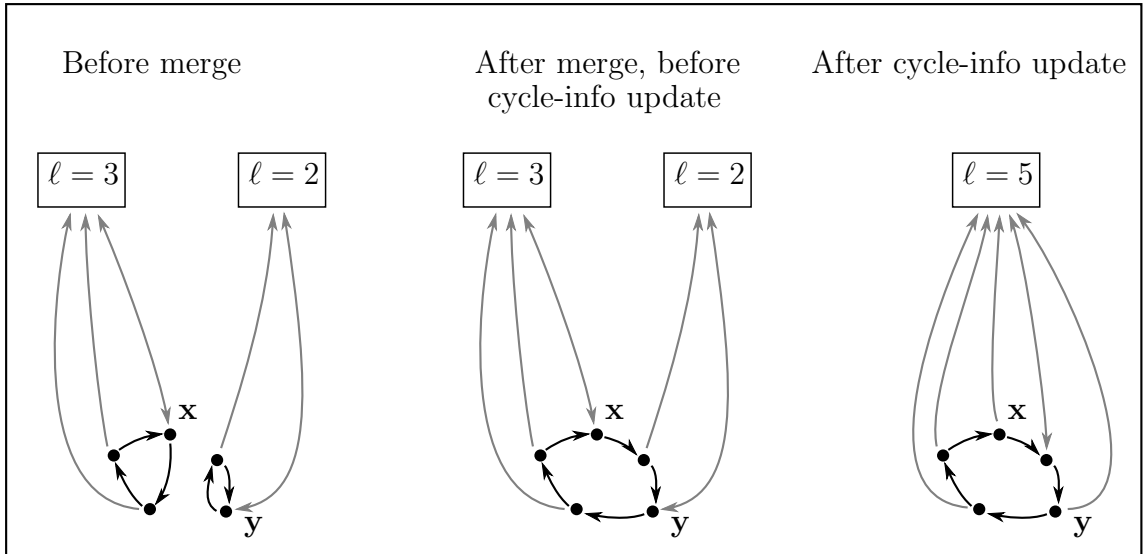 Before merge
ℓ = 3
ℓ = 2
x
y
After merge, before
cycle-info update
ℓ = 3
ℓ = 2
x
y
After cycle-info update
ℓ = 5
x
y